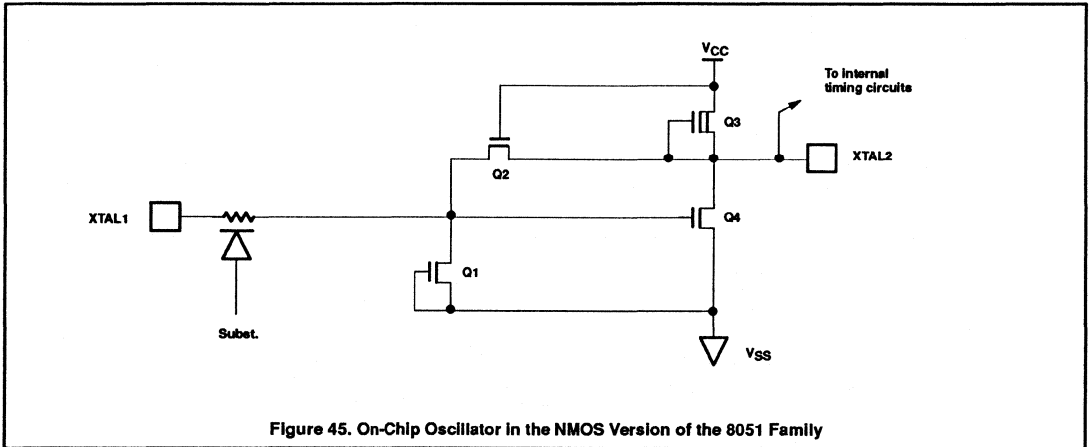 VCC
To internal
timing circuits
Q3
XTAL2
Q2
XTAL1
Q4
Q1
Subst.
VSS
Figure 45. On-Chip Oscillator in the NMOS Version of the 8051 Family